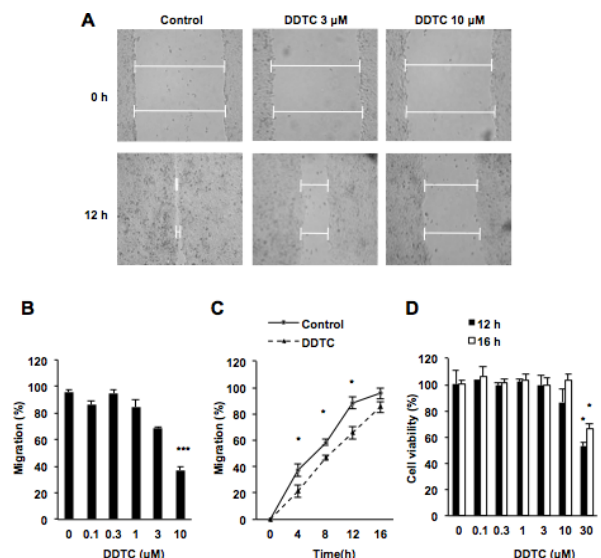 A
Control
DDTC 3 µM
DDTC 10 µM
0 h
12 h
B
Migration (%)
120
100
80
60
40
20
0
***
0 0.1 0.3 1 3 10
DDTC (µM)
C
Control
DDTC
Migration (%)
120
100
80
60
40
20
0
* * *
0 4 8 12 16
Time(h)
D
12 h
16 h
Cell viability (%)
120
100
80
60
40
20
0
* *
0 0.1 0.3 1 3 10 30
DDTC (µM)